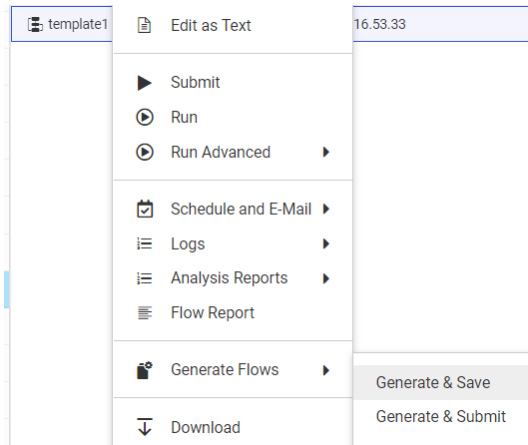 template1
16.53.33
Edit as Text
Submit
Run
Run Advanced
Schedule and E-Mail
Logs
Analysis Reports
Flow Report
Generate Flows
Generate & Save
Generate & Submit
Download